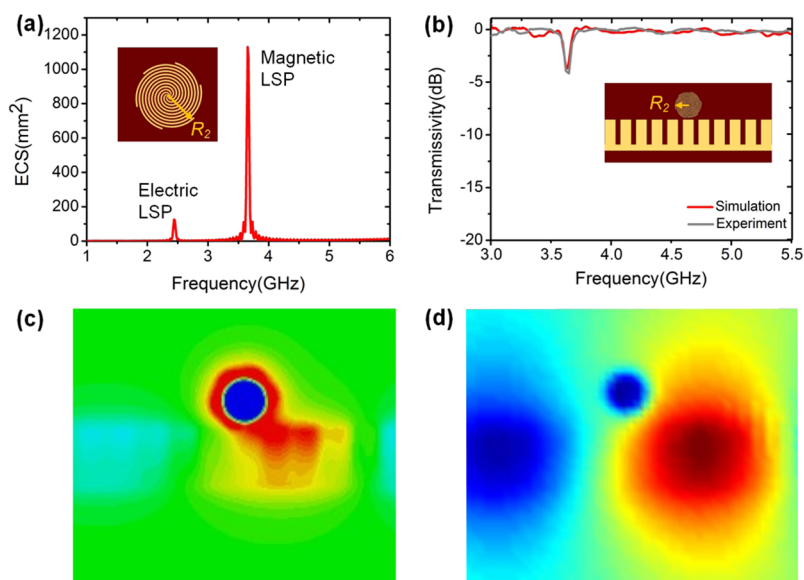 (a)
1200
1000
800
600
400
200
0
ECS(mm²)
R₂
Magnetic
LSP
Electric
LSP
1 2 3 4 5 6
Frequency(GHz)
(b)
0
-5
-10
-15
-20
Transmissivity(dB)
R₂
Simulation
Experiment
3.0 3.5 4.0 4.5 5.0 5.5
Frequency(GHz)
(c)
(d)